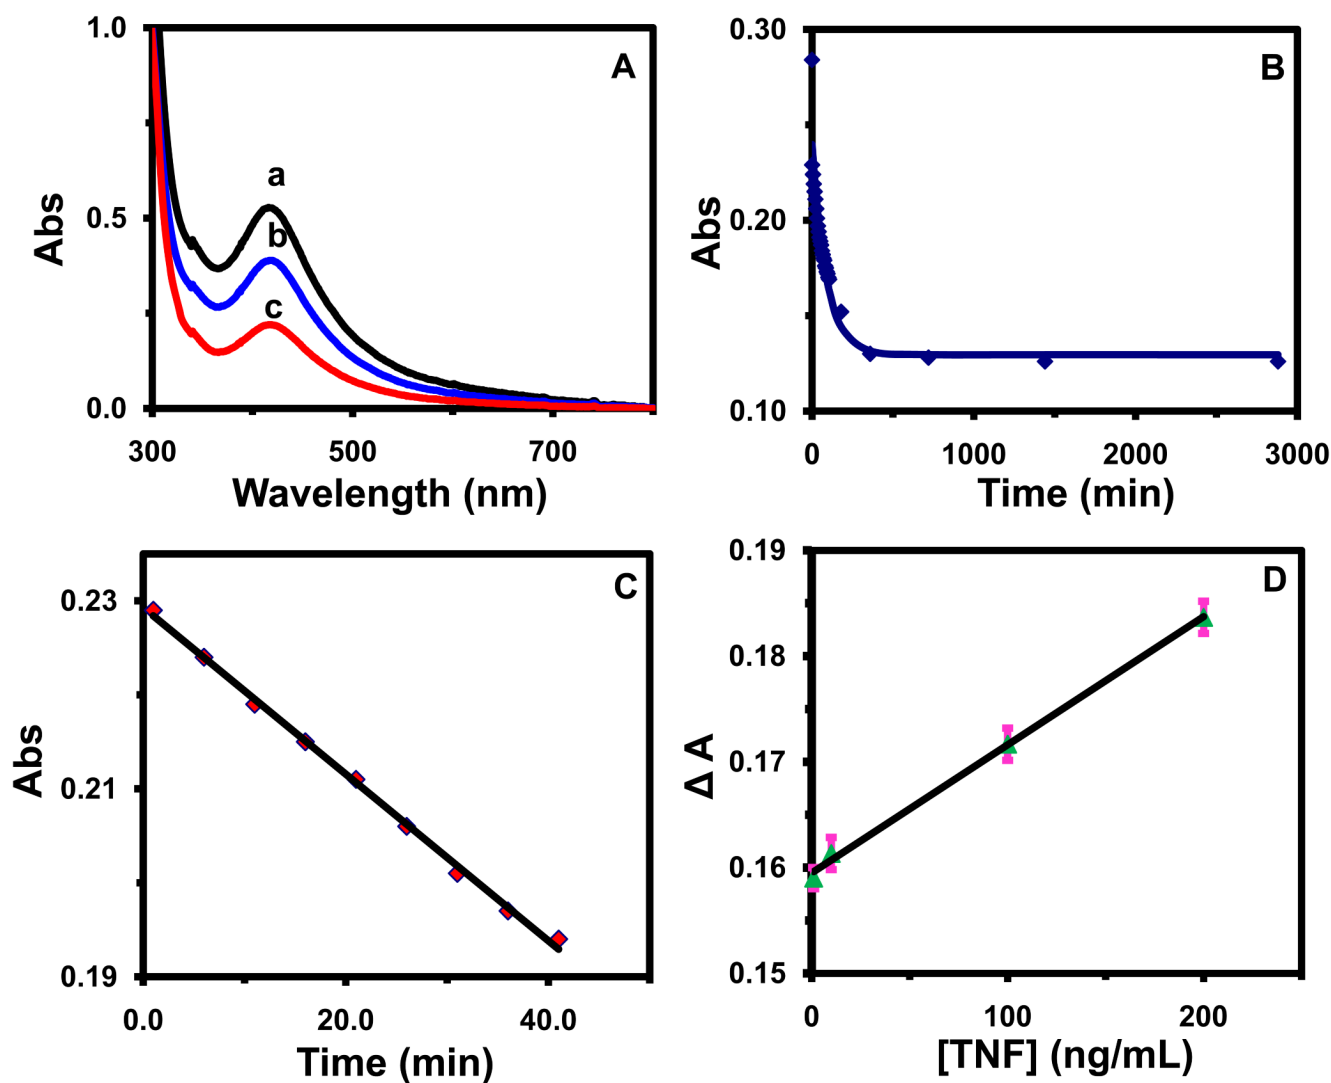 1.0
A
a
Abs
0.5
b
c
0.0
300
500
700
Wavelength (nm)
0.30
B
Abs
0.20
0.10
0
1000
2000
3000
Time (min)
C
0.23
Abs
0.21
0.19
0.0
20.0
40.0
Time (min)
0.19
D
0.18
Δ A
0.17
0.16
0.15
0
100
200
[TNF] (ng/mL)